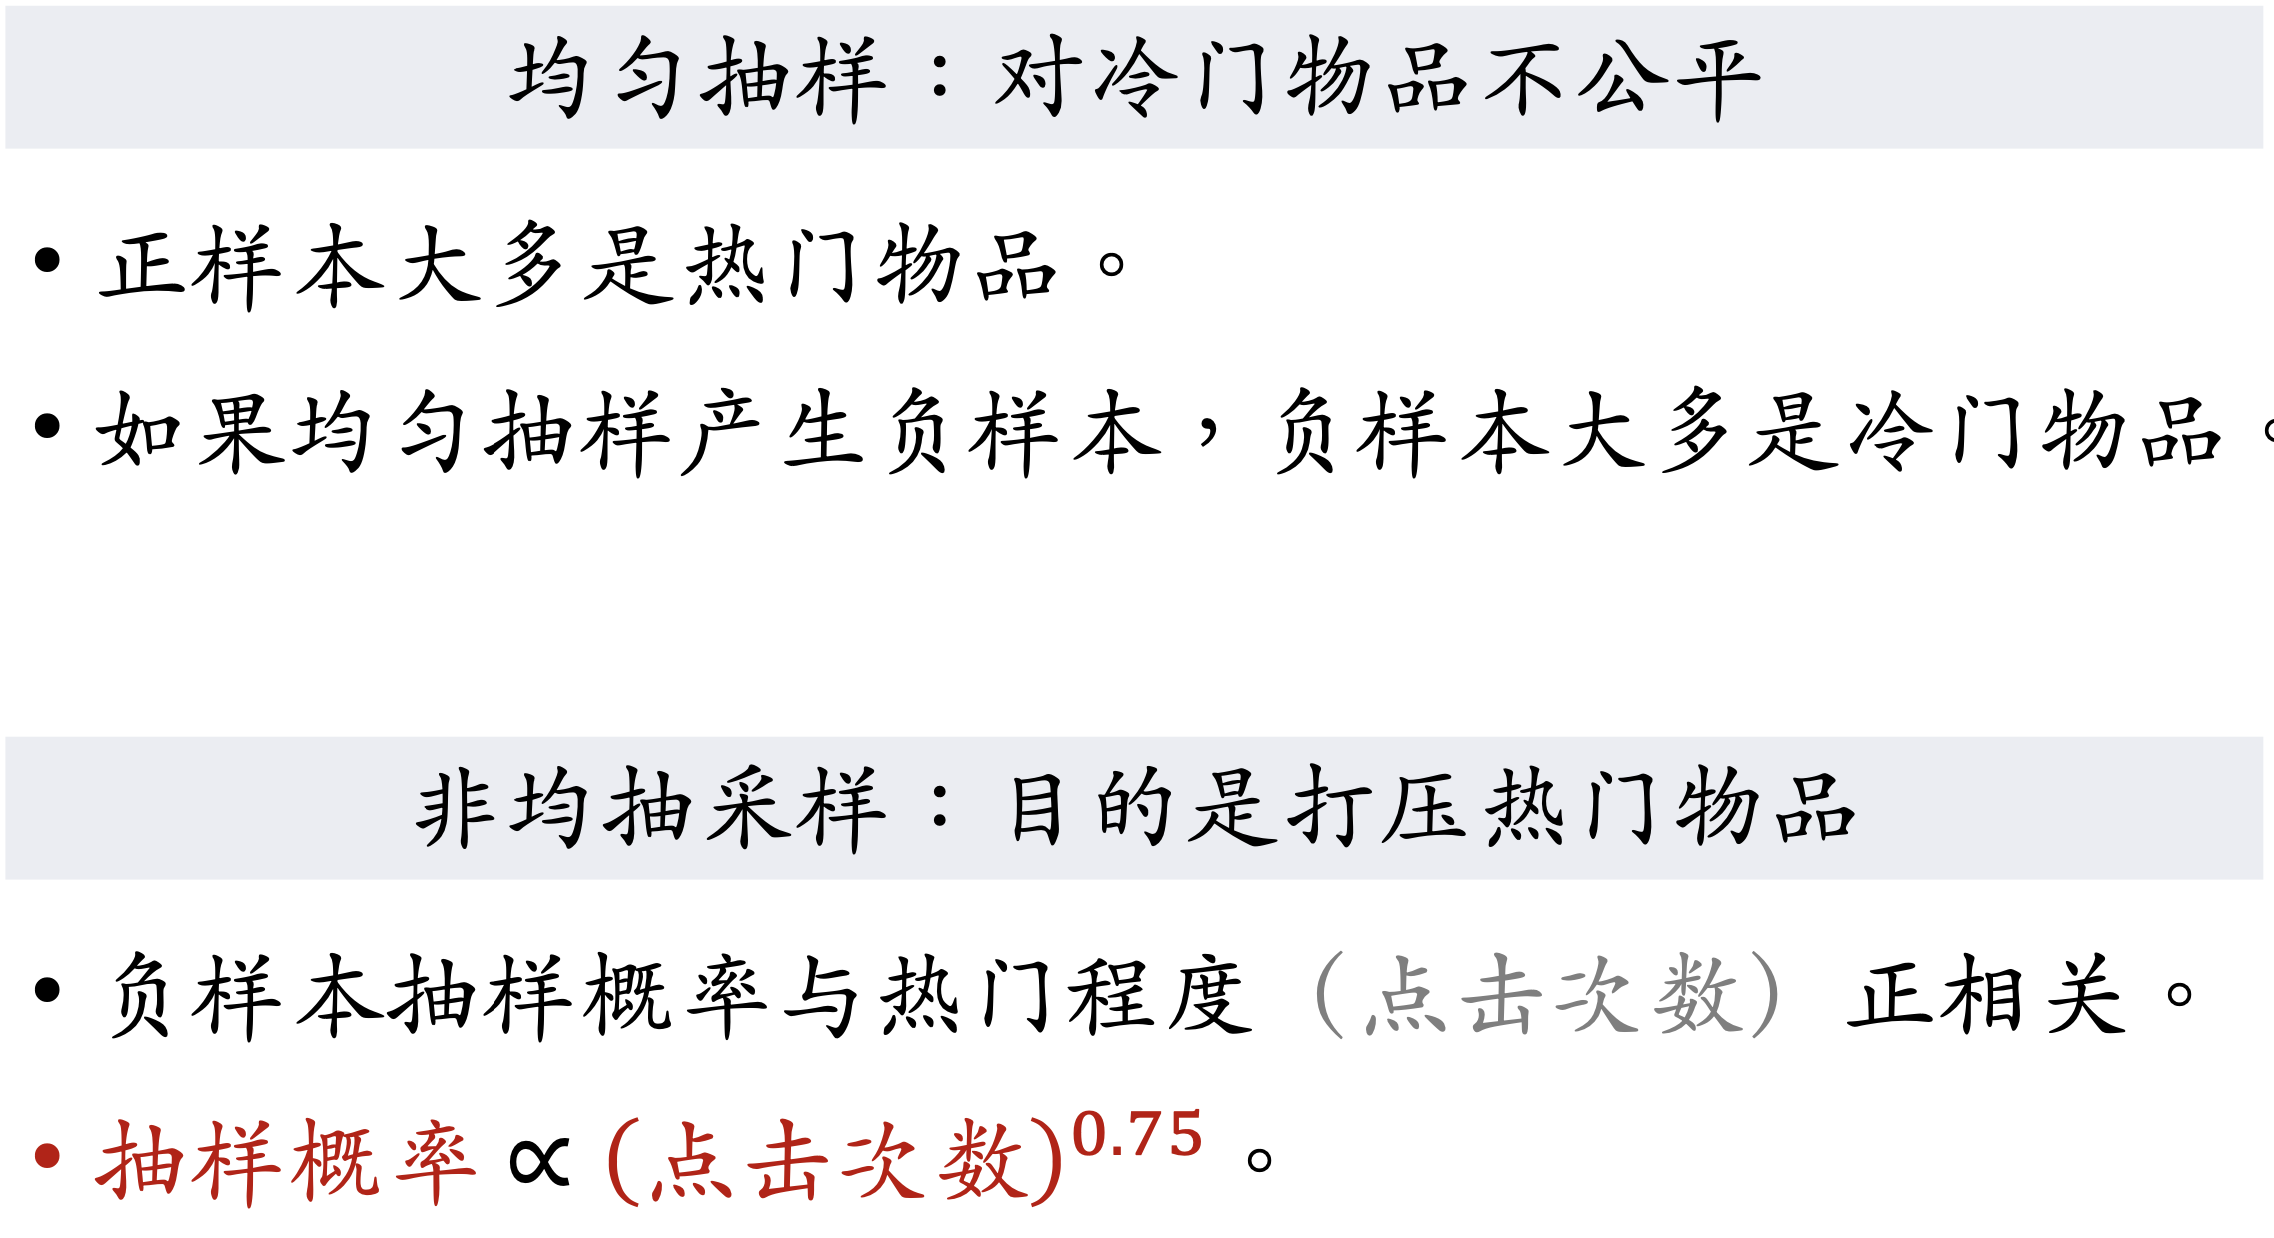 均匀抽样：对冷门物品不公平
• 正样本大多是热门物品。
• 如果均匀抽样产生负样本，负样本大多是冷门物品。
非均抽采样：目的是打压热门物品
• 负样本抽样概率与热门程度（点击次数）正相关。
• 抽样概率 ∝ (点击次数)^0.75 。